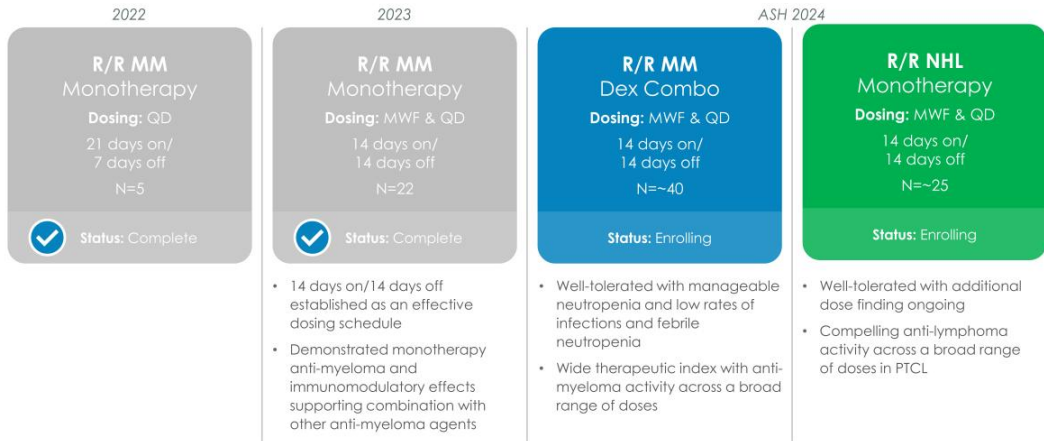 2022
2023
ASH 2024
R/R MM
Monotherapy
Dosing: QD
21 days on/
7 days off
N=5
Status: Complete
R/R MM
Monotherapy
Dosing: MWF & QD
14 days on/
14 days off
N=22
Status: Complete
• 14 days on/14 days off
established as an effective
dosing schedule
• Demonstrated monotherapy
anti-myeloma and
immunomodulatory effects
supporting combination with
other anti-myeloma agents
R/R MM
Dex Combo
Dosing: MWF & QD
14 days on/
14 days off
N=~40
Status: Enrolling
• Well-tolerated with manageable
neutropenia and low rates of
infections and febrile
neutropenia
• Wide therapeutic index with anti-
myeloma activity across a broad
range of doses
R/R NHL
Monotherapy
Dosing: MWF & QD
14 days on/
14 days off
N=~25
Status: Enrolling
• Well-tolerated with additional
dose finding ongoing
• Compelling anti-lymphoma
activity across a broad range
of doses in PTCL